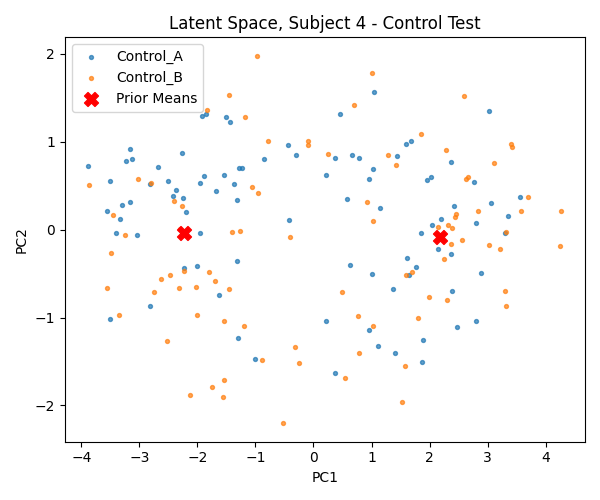 Latent Space, Subject 4 - Control Test
Control_A
Control_B
Prior Means
PC2
2
1
0
−1
−2
−4
−3
−2
−1
0
1
2
3
4
PC1